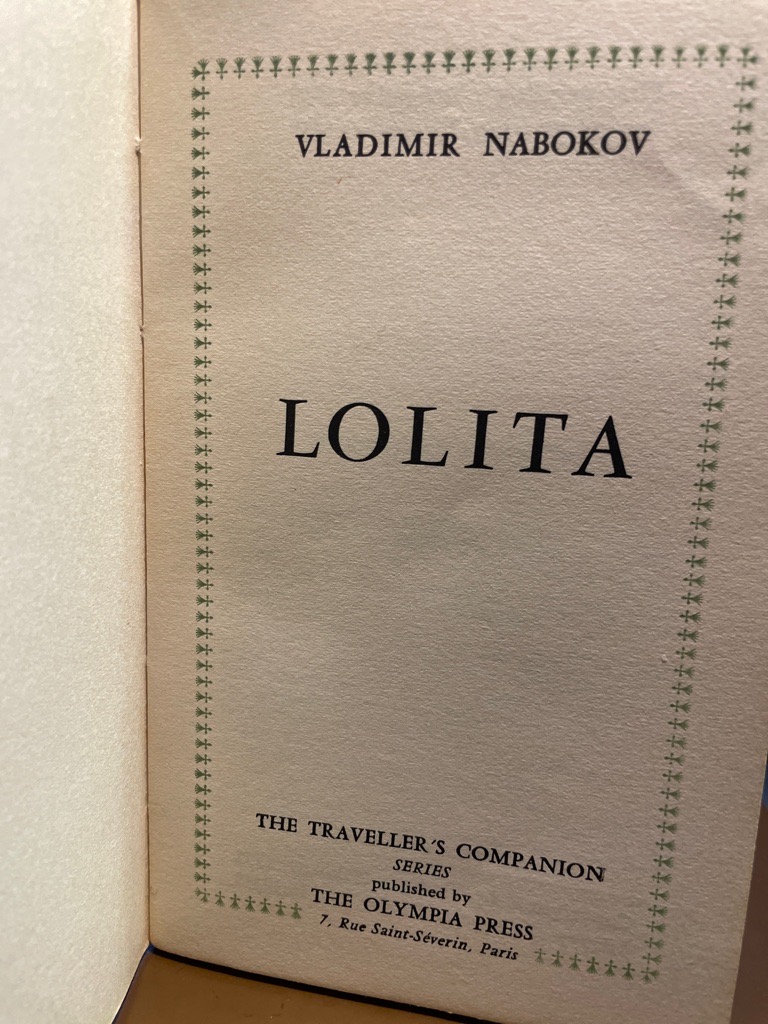 VLADIMIR NABOKOV
LOLITA
THE TRAVELLER'S COMPANION
SERIES
published by
THE OLYMPIA PRESS
7, Rue Saint-Séverin, Paris